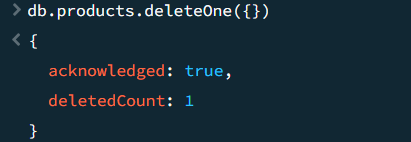 > db.products.deleteOne({})
< {
acknowledged: true,
deletedCount: 1
}